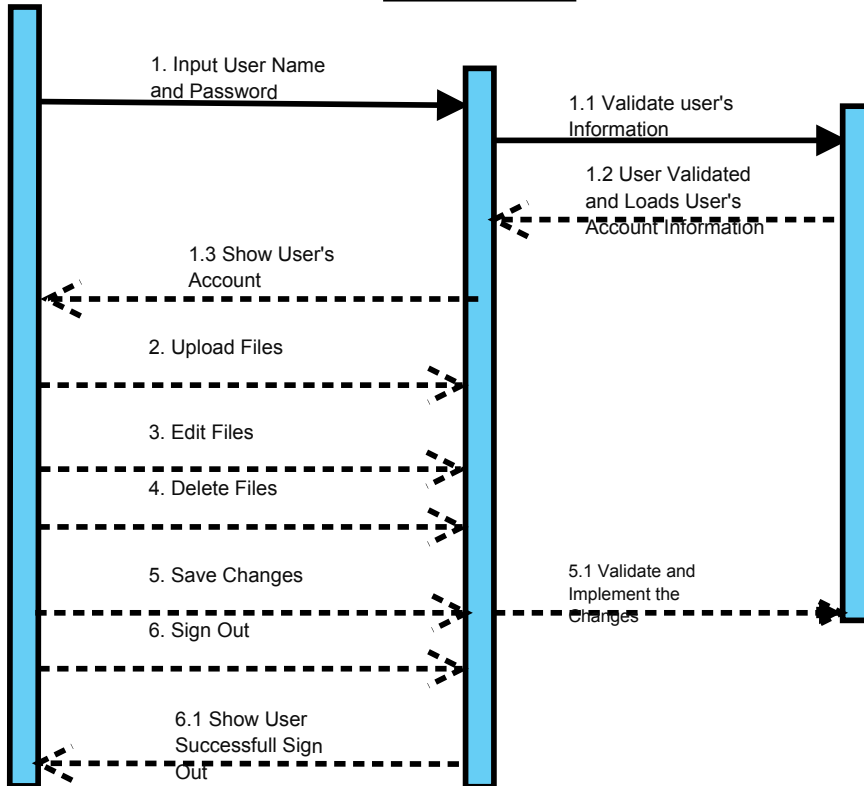 1. Input User Name
and Password
1.1 Validate user's
Information
1.2 User Validated
and Loads User's
Account Information
1.3 Show User's
Account
2. Upload Files
3. Edit Files
4. Delete Files
5. Save Changes
5.1 Validate and
Implement the
Changes
6. Sign Out
6.1 Show User
Successfull Sign
Out